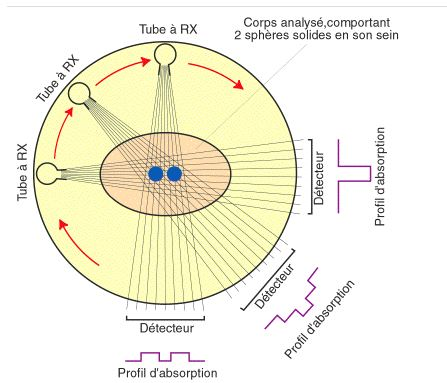 Tube à RX
Corps analysé,comportant
2 sphères solides en son sein
Tube à RX
Tube à RX
Détecteur
Profil d'absorption
Détecteur
Profil d'absorption
Détecteur
Profil d'absorption